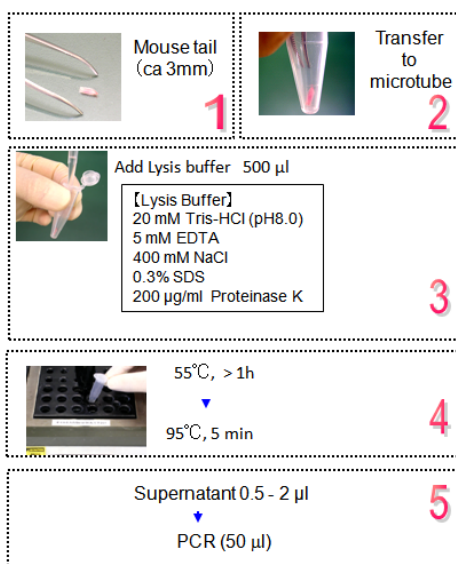 Mouse tail
(ca 3mm)
1
Transfer
to
microtube
2
Add Lysis buffer 500 µl
【Lysis Buffer】
20 mM Tris-HCl (pH8.0)
5 mM EDTA
400 mM NaCl
0.3% SDS
200 µg/ml Proteinase K
3
55℃, > 1h
95℃, 5 min
4
Supernatant 0.5 - 2 µl
PCR (50 µl)
5